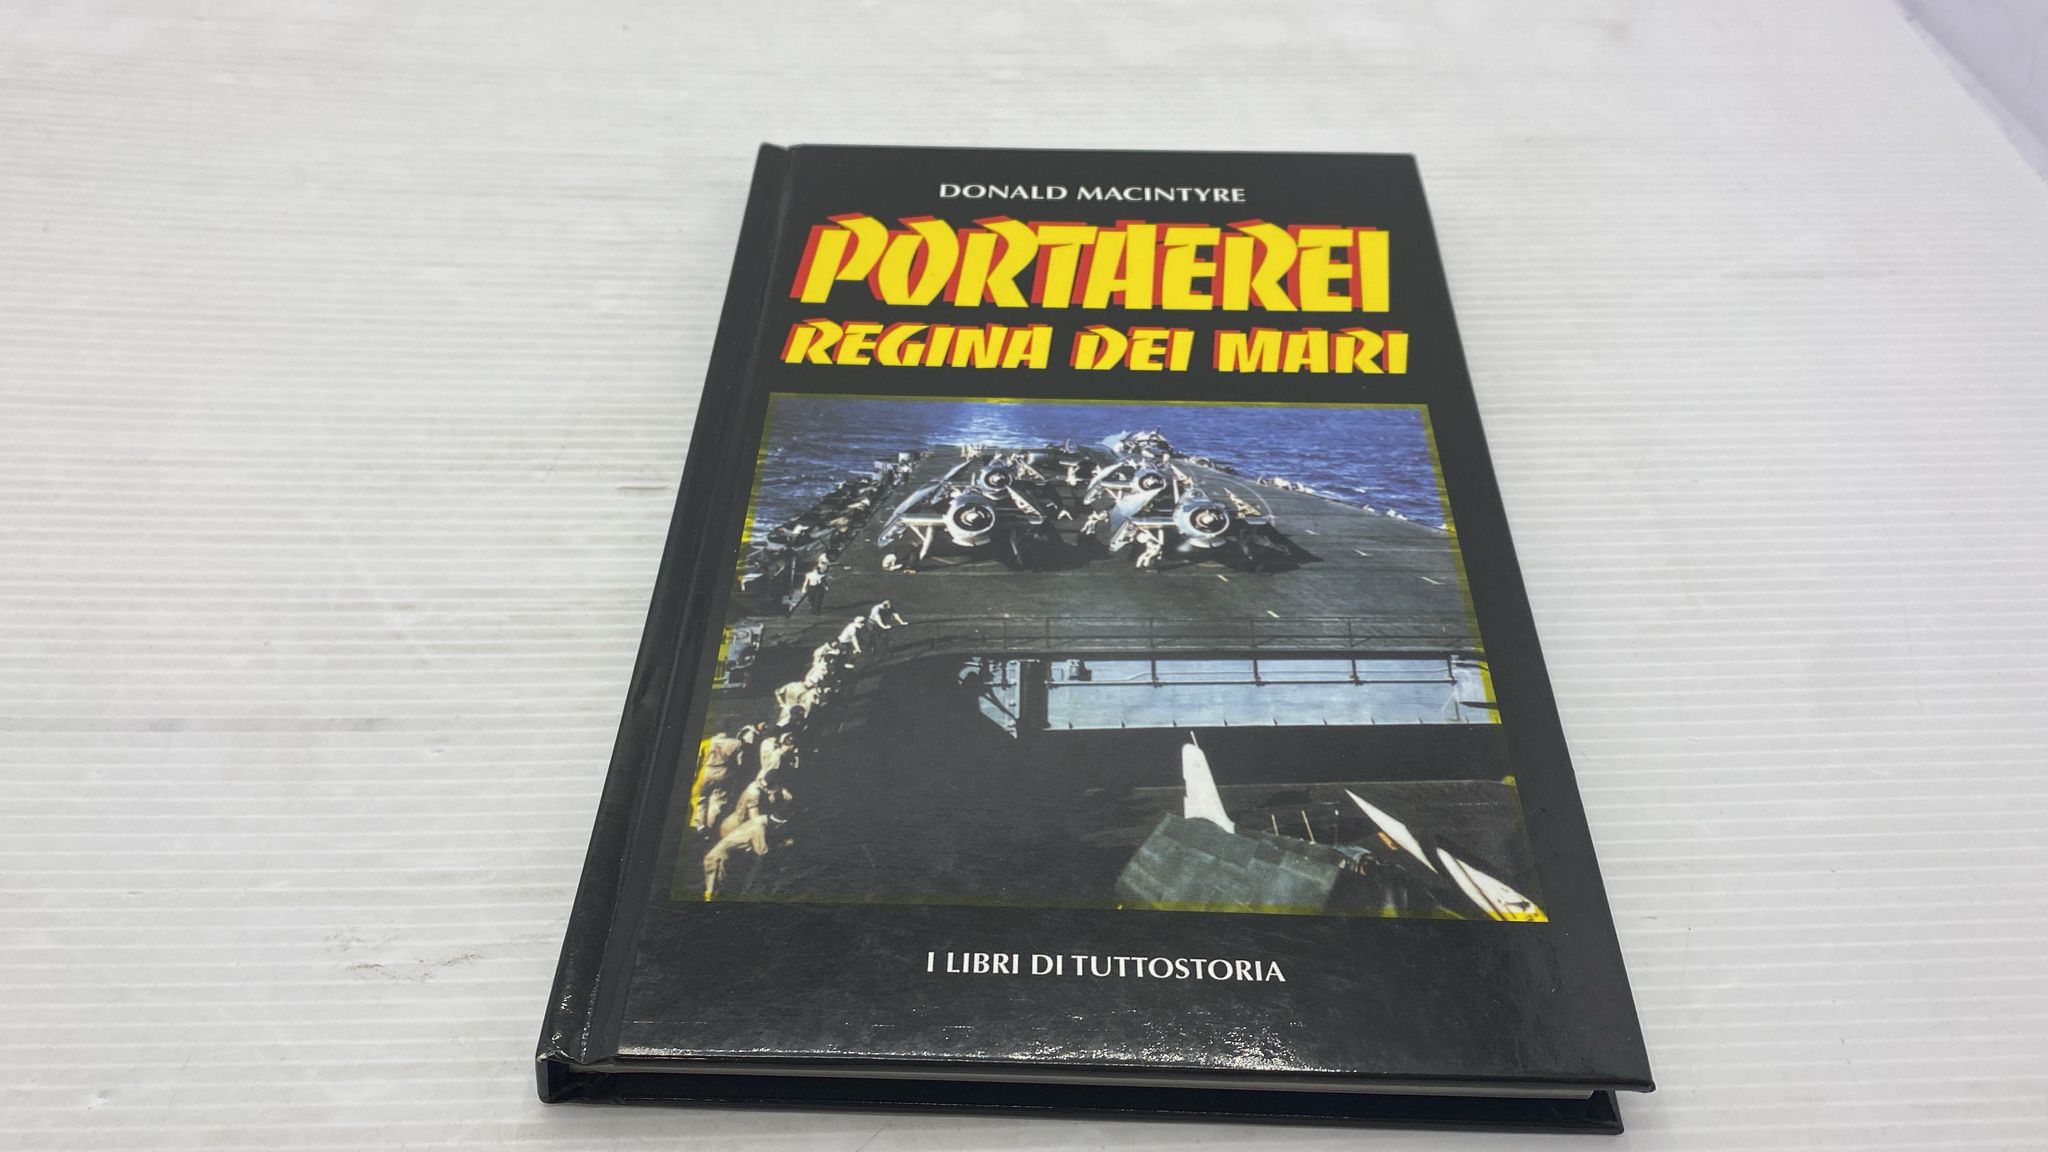 DONALD MACINTYRE
PORTAEREI
REGINA DEI MARI
I LIBRI DI TUTTOSTORIA